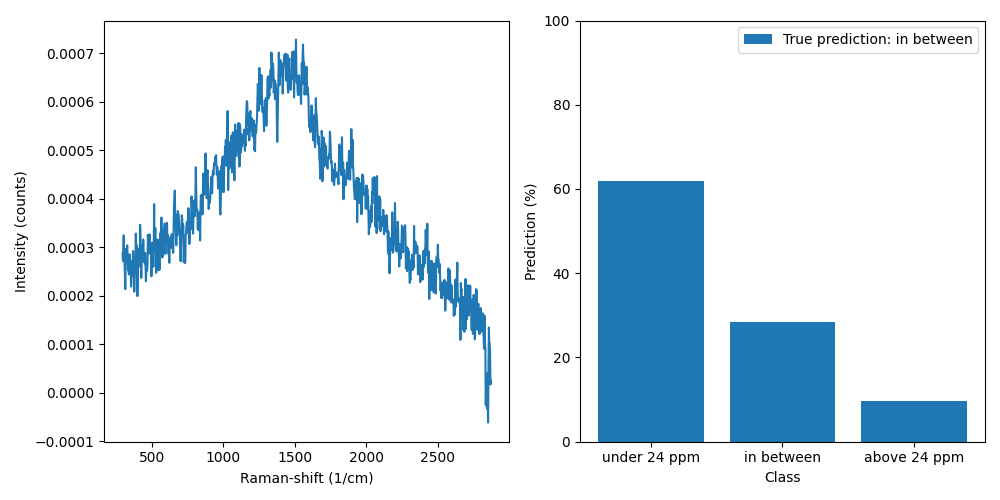 0.0007
0.0006
0.0005
0.0004
0.0003
0.0002
0.0001
0.0000
−0.0001
Intensity (counts)
500 1000 1500 2000 2500
Raman-shift (1/cm)
100
80
60
40
20
0
Prediction (%)
True prediction: in between
under 24 ppm in between above 24 ppm
Class